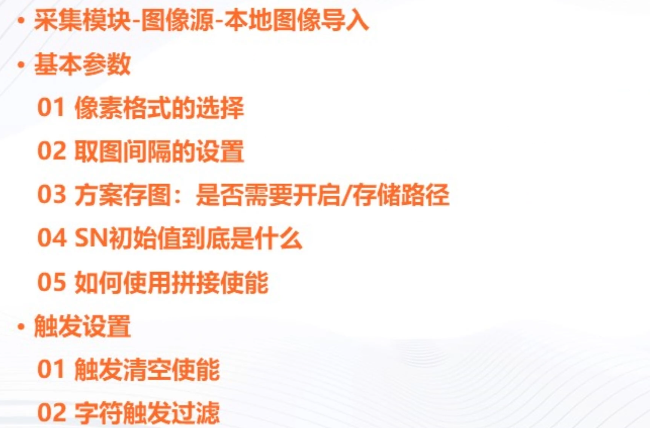 • 采集模块-图像源-本地图像导入
• 基本参数
01 像素格式的选择
02 取图间隔的设置
03 方案存图：是否需要开启/存储路径
04 SN初始值到底是什么
05 如何使用拼接使能
• 触发设置
01 触发清空使能
02 字符触发过滤